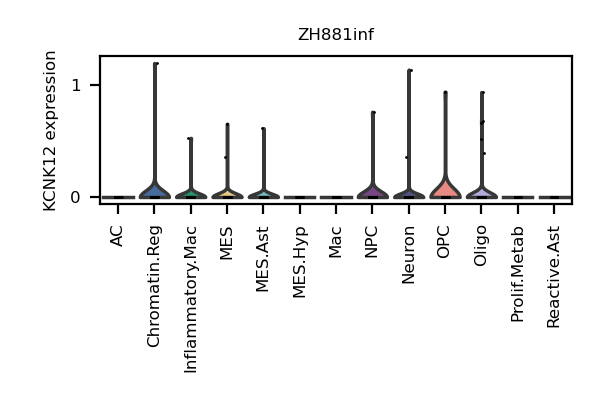 ZH881inf
KCNK12 expression
1
0
AC
Chromatin.Reg
Inflammatory.Mac
MES
MES.Ast
MES.Hyp
Mac
NPC
Neuron
OPC
Oligo
Prolif.Metab
Reactive.Ast